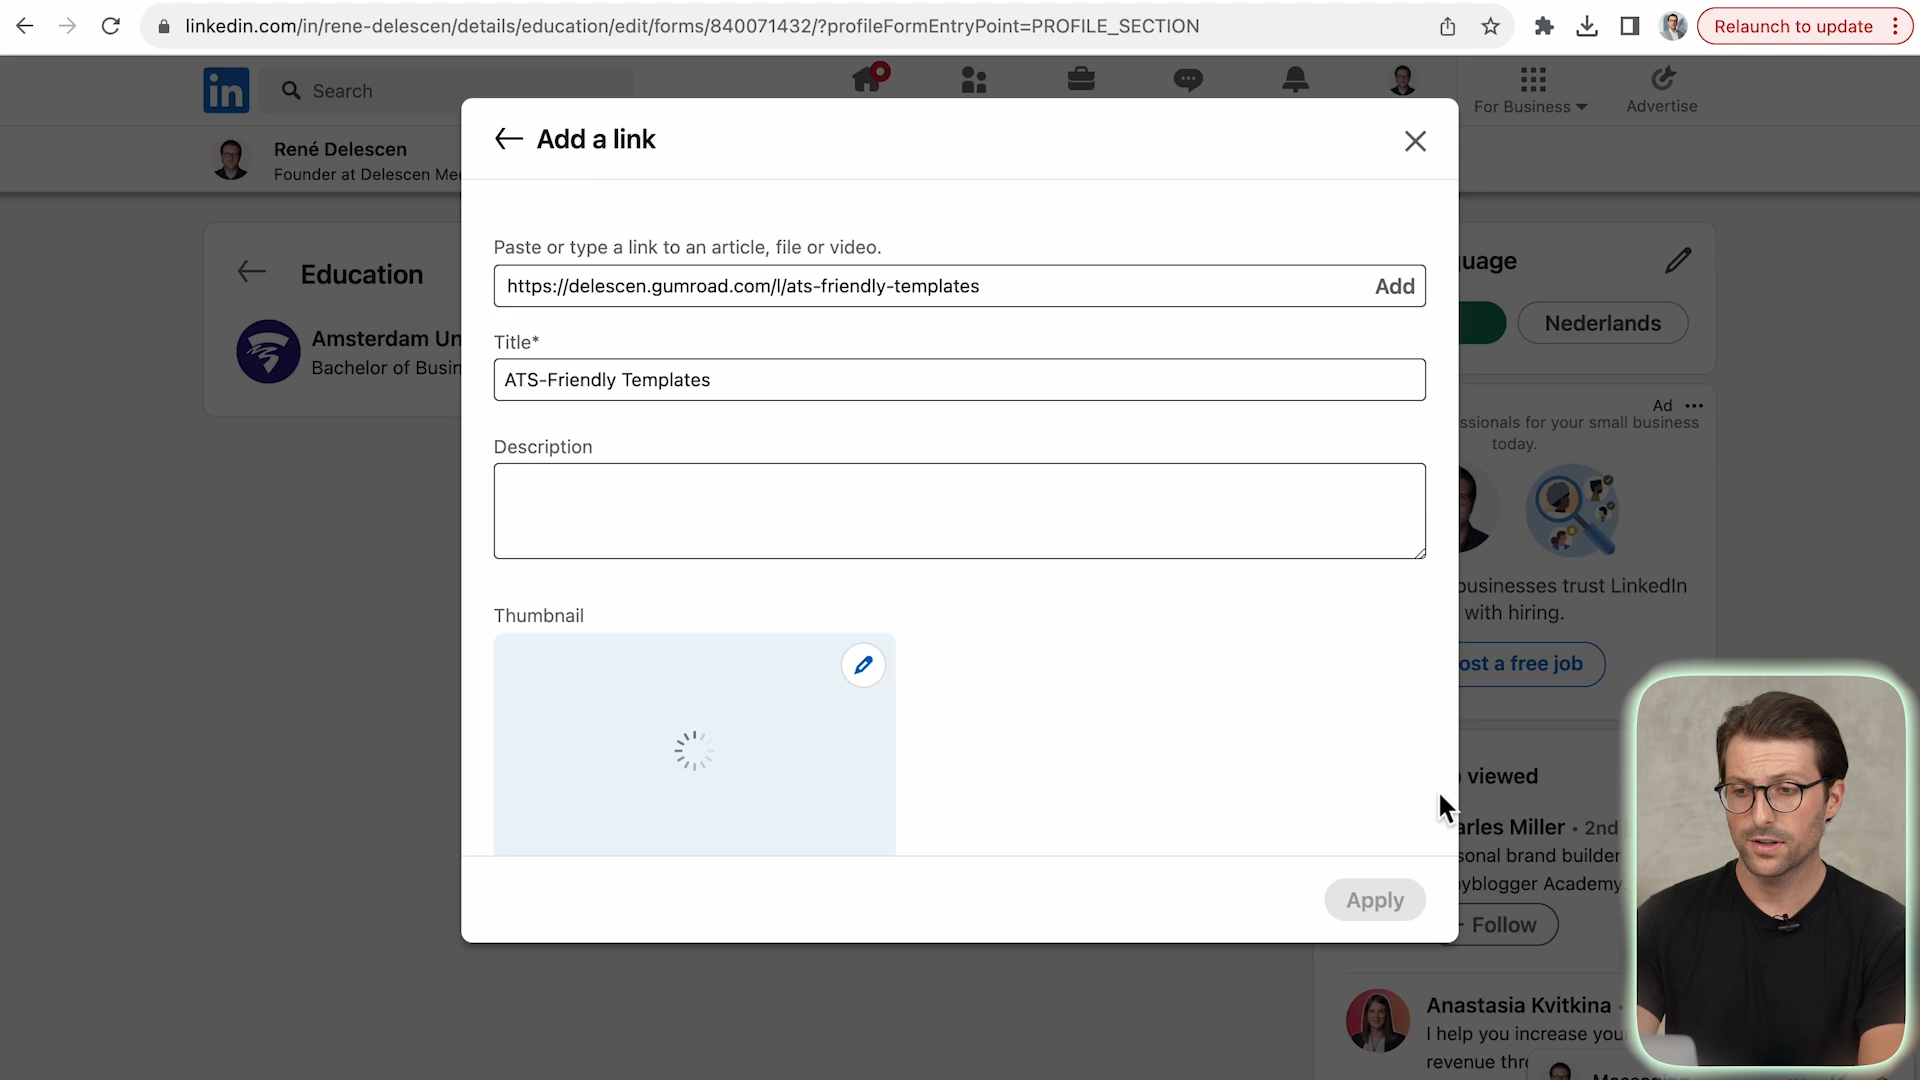 linkedin.com/in/rene-delescen/details/education/edit/forms/840071432/?profileFormEntryPoint=PROFILE_SECTION
Relaunch to update
in
Search
For Business
Advertise
René Delescen
Founder at Delescen Me
Add a link
Education
Amsterdam Un
Bachelor of Busin
Paste or type a link to an article, file or video.
https://delescen.gumroad.com/l/ats-friendly-templates
Add
Title*
ATS-Friendly Templates
Description
Thumbnail
Apply
uage
Nederlands
Ad
ssionals for your small business
today.
businesses trust LinkedIn
with hiring.
ost a free job
viewed
arles Miller • 2nd
sonal brand builder
yblogger Academy
Follow
Anastasia Kvitkina
I help you increase you
revenue thr